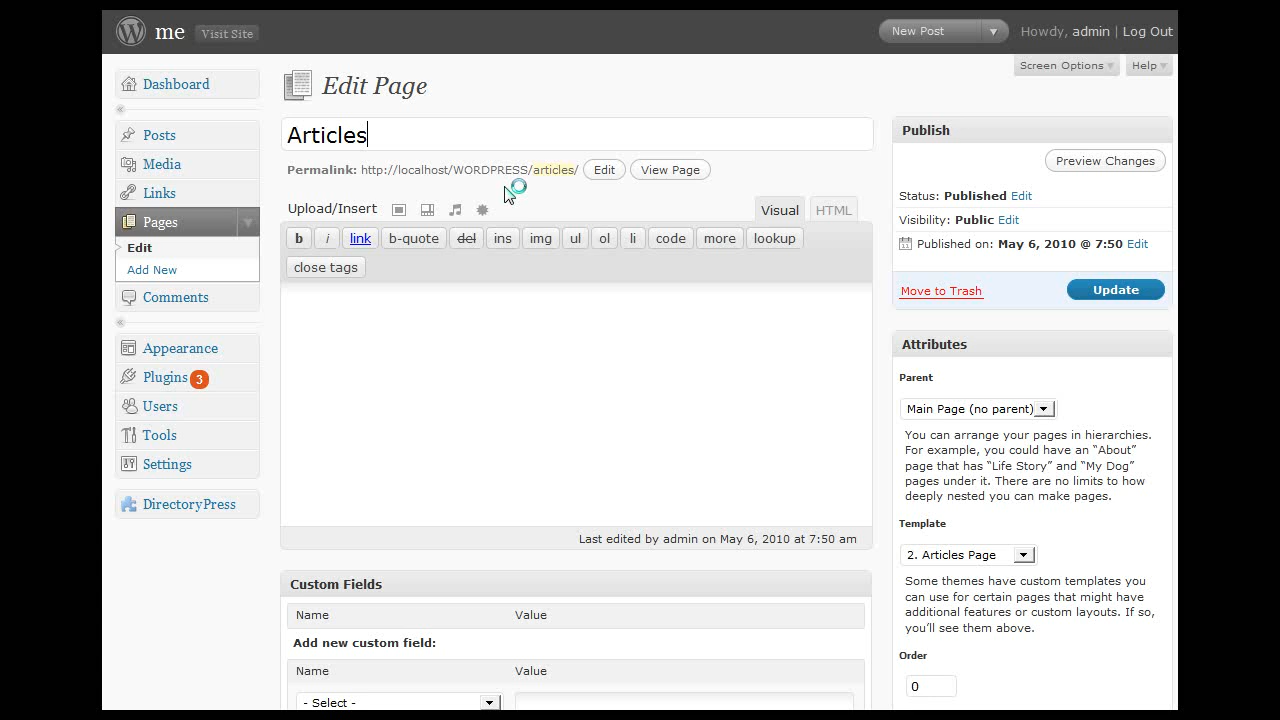 me Visit Site New Post Howdy, admin | Log Out
Screen Options Help
Dashboard
Posts
Media
Links
Pages
Edit
Add New
Comments
Appearance
Plugins 3
Users
Tools
Settings
DirectoryPress
Edit Page
Articles
Permalink: http://localhost/WORDPRESS/articles/ Edit View Page
Upload/Insert Visual HTML
b i link b-quote del ins img ul ol li code more lookup
close tags
Last edited by admin on May 6, 2010 at 7:50 am
Custom Fields
Name Value
Add new custom field:
Name Value
- Select -
Publish
Preview Changes
Status: Published Edit
Visibility: Public Edit
Published on: May 6, 2010 @ 7:50 Edit
Move to Trash Update
Attributes
Parent
Main Page (no parent)
You can arrange your pages in hierarchies.
For example, you could have an “About”
page that has “Life Story” and “My Dog”
pages under it. There are no limits to how
deeply nested you can make pages.
Template
2. Articles Page
Some themes have custom templates you
can use for certain pages that might have
additional features or custom layouts. If so,
you’ll see them above.
Order
0